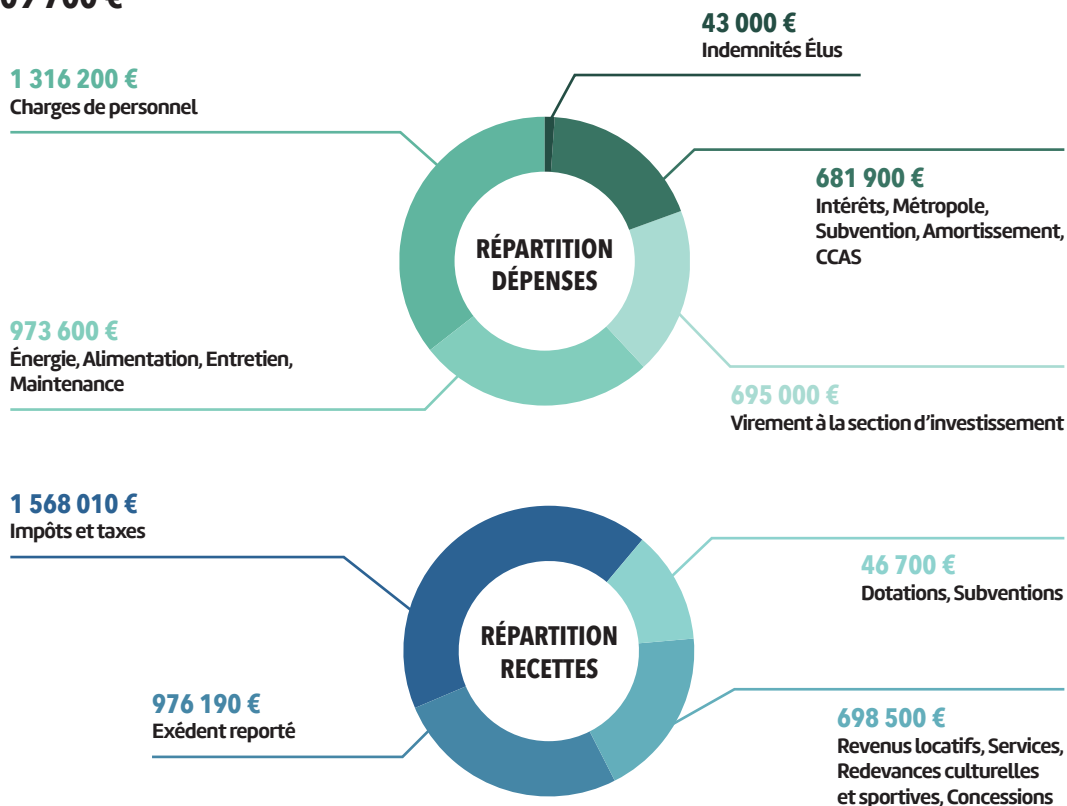 1 316 200 €
Charges de personnel
43 000 €
Indemnités Élus
681 900 €
Intérêts, Métropole,
Subvention, Amortissement,
CCAS
RÉPARTITION
DÉPENSES
973 600 €
Énergie, Alimentation, Entretien,
Maintenance
695 000 €
Virement à la section d'investissement
1 568 010 €
Impôts et taxes
46 700 €
Dotations, Subventions
RÉPARTITION
RECETTES
976 190 €
Exédent reporté
698 500 €
Revenus locatifs, Services,
Redevances culturelles
et sportives, Concessions